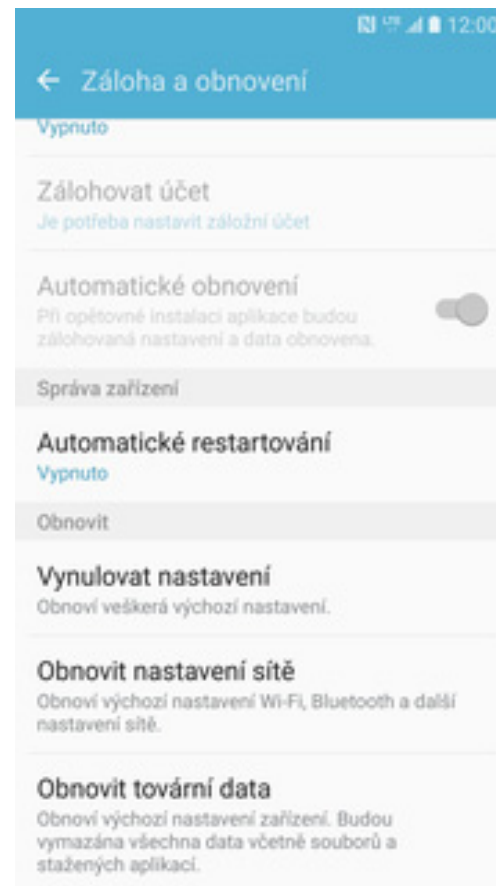 LTE 12:00
Záloha a obnovení
Vypnuto
Zálohovat účet
Je potřeba nastavit záložní účet
Automatické obnovení
Při opětovné instalaci aplikace budou
zálohovaná nastavení a data obnovena.
Správa zařízení
Automatické restartování
Vypnuto
Obnovit
Vynulovat nastavení
Obnoví veškerá výchozí nastavení.
Obnovit nastavení sítě
Obnoví výchozí nastavení Wi-Fi, Bluetooth a další
nastavení sítě.
Obnovit tovární data
Obnoví výchozí nastavení zařízení. Budou
vymazána všechna data včetně souborů a
stažených aplikací.